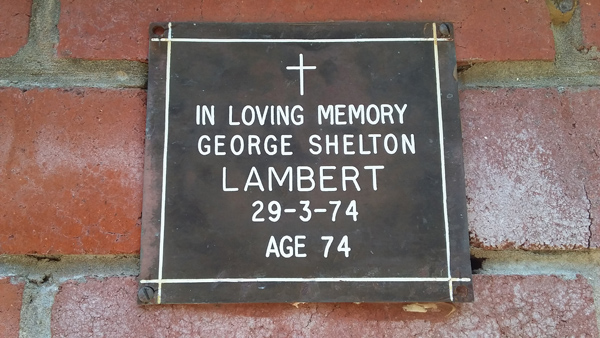 IN LOVING MEMORY
GEORGE SHELTON
LAMBERT
29-3-74
AGE 74